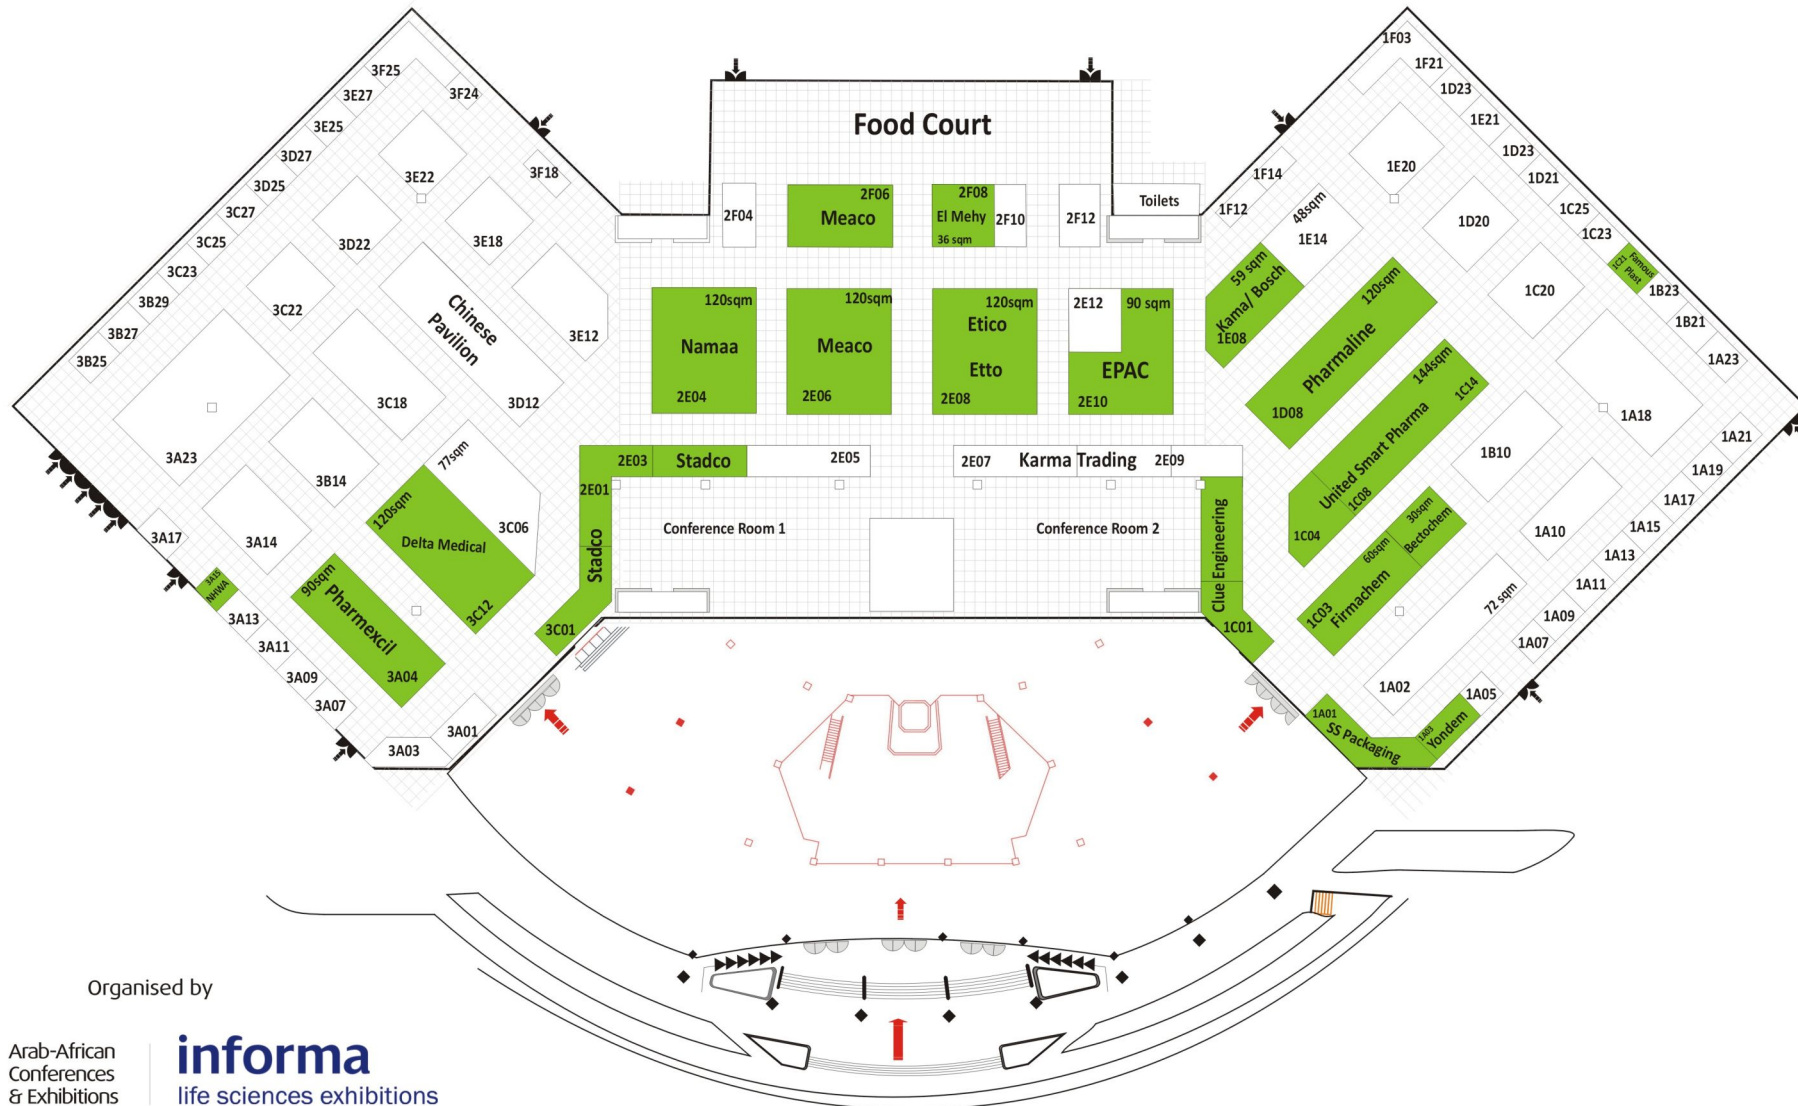 3F25
3E27
3E25
3D27
3D25
3C27
3C25
3C23
3B29
3B27
3B25
3F24
3F18
3E22
3D22
3E18
3C22
Chinese
Pavilion
3E12
3D12
3C18
3A23
3B14
77sqm
3C06
120sqm
Delta Medical
3C12
3A17
3A14
3A15
NHWA
90sqm
Pharmexcil
3A04
3A13
3A11
3A09
3A07
3A03
3A01
3C01
Food Court
2F04
2F06
Meaco
2F08
El Mehy
36 sqm
2F10
2F12
Toilets
120sqm
Namaa
2E04
120sqm
Meaco
2E06
120sqm
Etico
Etto
2E08
2E12
90 sqm
EPAC
2E10
2E03
Stadco
2E05
2E07
Karma Trading
2E09
2E01
Stadco
Conference Room 1
Conference Room 2
Clue Engineering
1C01
1F03
1F21
1D23
1E21
1D23
1D21
1C25
1C23
1C21
Famous
Plast
1B23
1B21
1A23
1E20
1F14
1F12
48sqm
1E14
59 sqm
Kama/ Bosch
1E08
1D20
1C20
120sqm
Pharmaline
1D08
144sqm
1C14
United Smart Pharma
1C08
1C04
1A18
1B10
1A10
30sqm
Bectochem
60sqm
Firmachem
1C03
72 sqm
1A02
1A21
1A19
1A17
1A15
1A13
1A11
1A09
1A07
1A05
1A03
Yondem
1A01
SS Packaging
Organised by
Arab-African
Conferences
& Exhibitions
informa
life sciences exhibitions